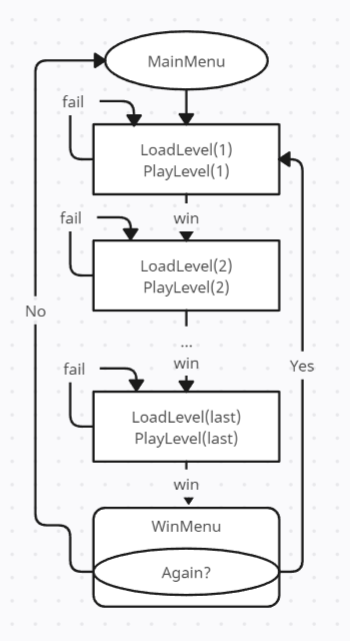 MainMenu
fail
LoadLevel(1)
PlayLevel(1)
fail
win
LoadLevel(2)
PlayLevel(2)
No
...
win
Yes
fail
LoadLevel(last)
PlayLevel(last)
win
WinMenu
Again?